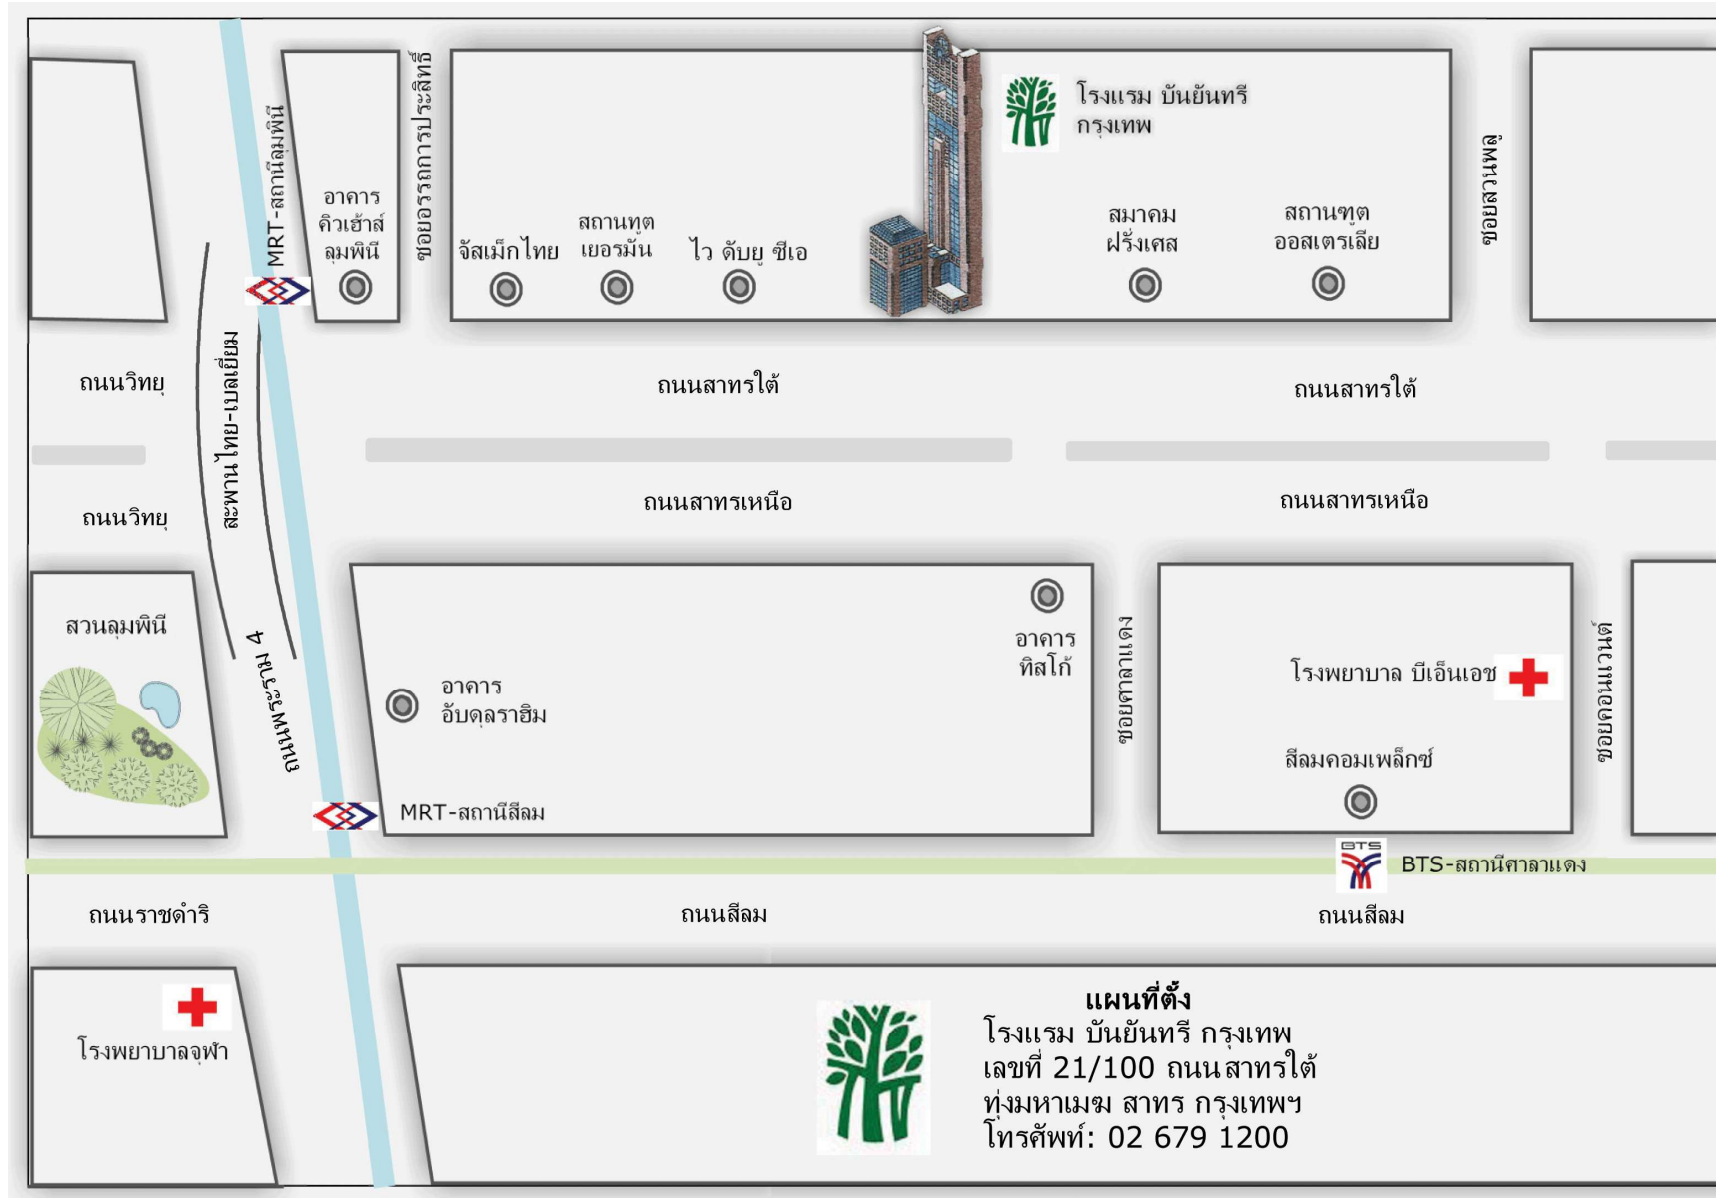 ซอยอรรถการประสิทธิ์
MRT-สถานีลุมพินี
อาคาร
คิวเฮ้าส์
ลุมพินี
จัสเม็กไทย
สถานทูต
เยอรมัน
ไว ดับยู ซีเอ
โรงแรม บันยันทรี
กรุงเทพ
สมาคม
ฝรั่งเศส
สถานฑูต
ออสเตรเลีย
ซอยสวนพลู
ถนนวิทยุ
สะพานไทย-เบลเยี่ยม
ถนนสาทรใต้
ถนนสาทรใต้
ถนนวิทยุ
ถนนสาทรเหนือ
ถนนสาทรเหนือ
สวนลุมพินี
ถนนพระราม 4
อาคาร
อับดุลราฮิม
อาคาร
ทิสโก้
ซอยศาลาแดง
โรงพยาบาล บีเอ็นเอช
ซอยคอนแวนต์
สีลมคอมเพล็กซ์
MRT-สถานีสีลม
BTS
BTS-สถานีศาลาแดง
ถนนราชดำริ
ถนนสีลม
ถนนสีลม
โรงพยาบาลจุฬา
แผนที่ตั้ง
โรงแรม บันยันทรี กรุงเทพ
เลขที่ 21/100 ถนนสาทรใต้
ทุ่งมหาเมฆ สาทร กรุงเทพฯ
โทรศัพท์: 02 679 1200